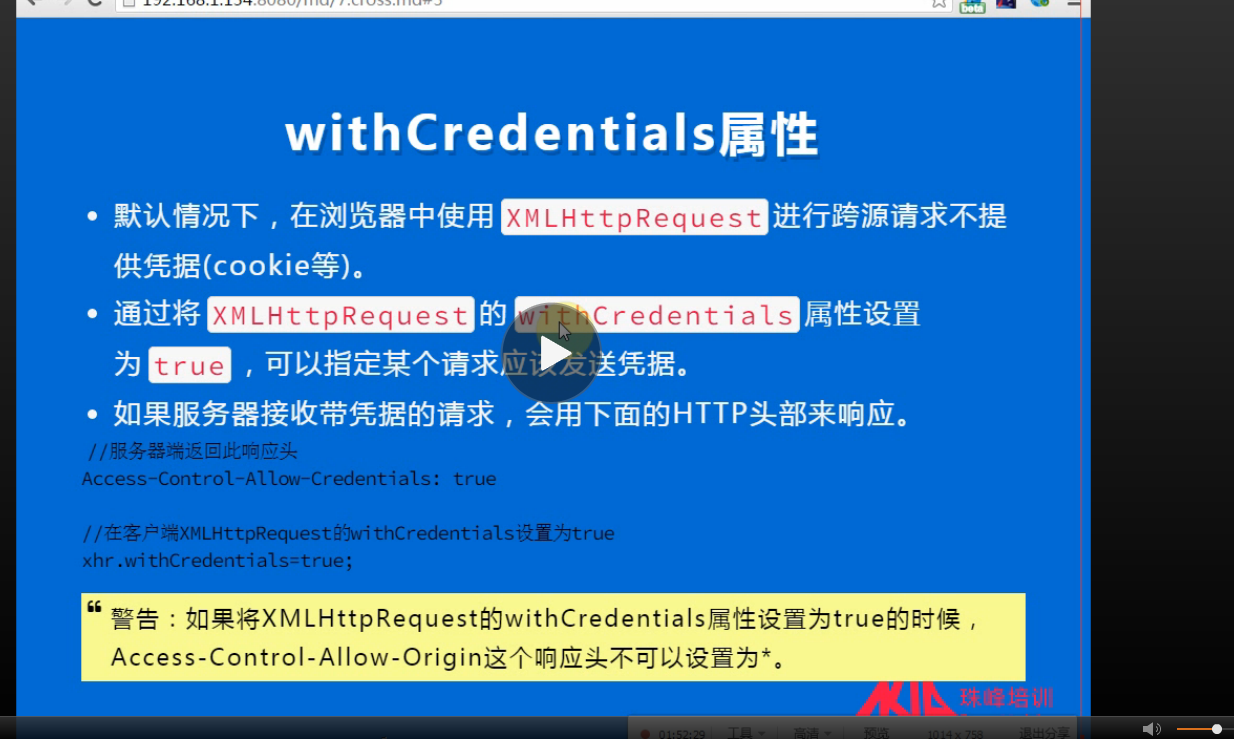 192.168.1.154:8080/md/7.cross.md#5
beta
withCredentials属性
默认情况下，在浏览器中使用 XMLHttpRequest 进行跨源请求不提
供凭据(cookie等)。
通过将 XMLHttpRequest 的 withCredentials 属性设置
为 true ，可以指定某个请求应该发送凭据。
如果服务器接收带凭据的请求，会用下面的HTTP头部来响应。
//服务器端返回此响应头
Access-Control-Allow-Credentials: true
//在客户端XMLHttpRequest的withCredentials设置为true
xhr.withCredentials=true;
❝ 警告：如果将XMLHttpRequest的withCredentials属性设置为true的时候，
Access-Control-Allow-Origin这个响应头不可以设置为*。
珠峰培训
01:52:29 工具 高清 预览 1014 x 758 退出分享